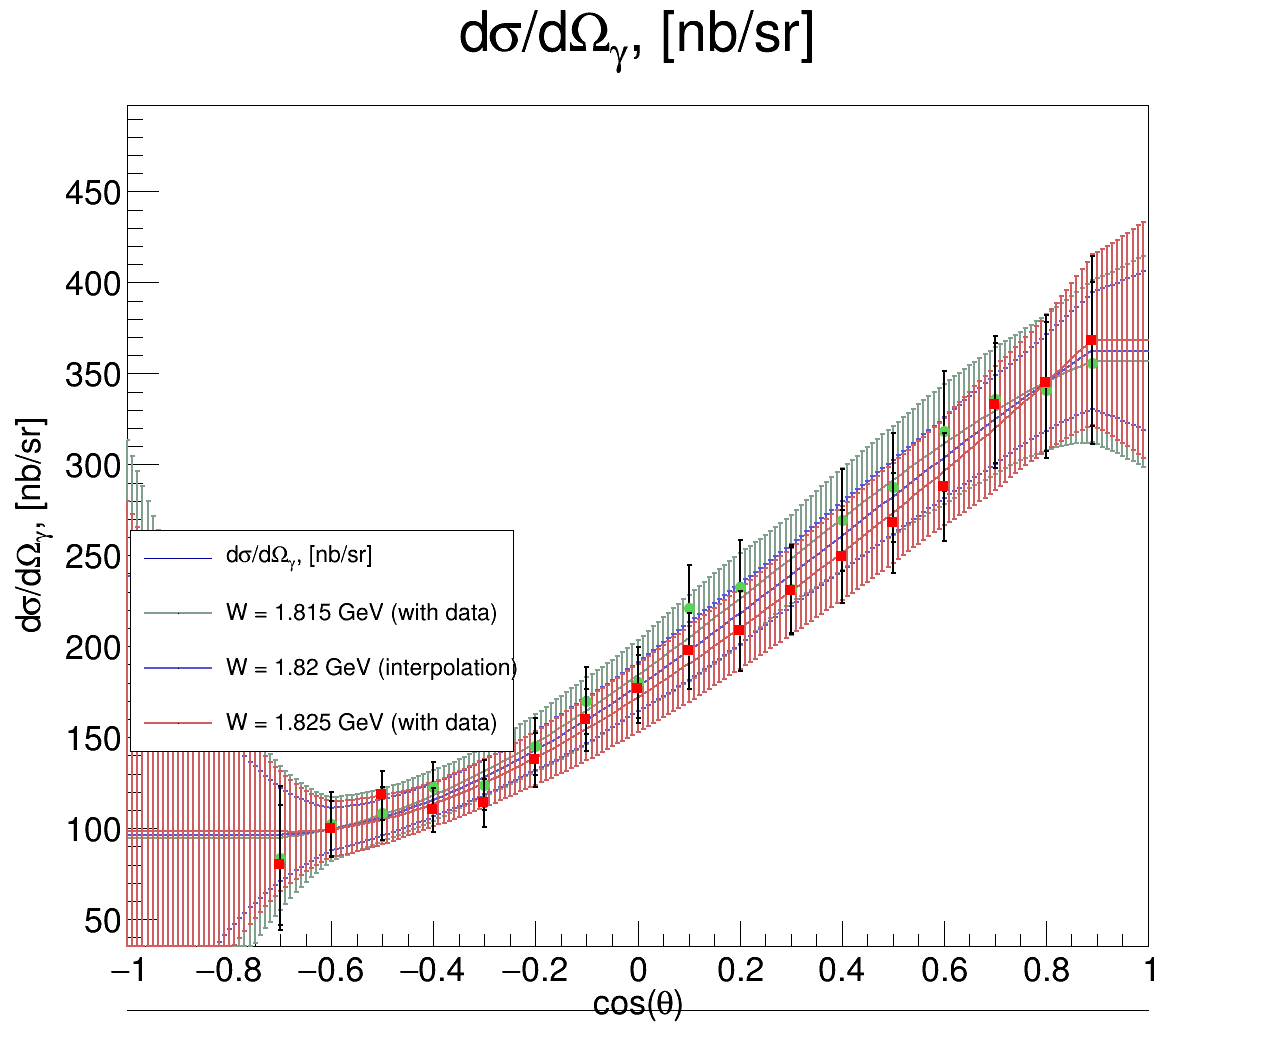 dσ/dΩγ, [nb/sr]
450
400
350
300
250
200
150
100
50
dσ/dΩγ, [nb/sr]
dσ/dΩγ, [nb/sr]
W = 1.815 GeV (with data)
W = 1.82 GeV (interpolation)
W = 1.825 GeV (with data)
−1 −0.8 −0.6 −0.4 −0.2 0 0.2 0.4 0.6 0.8 1
cos(θ)